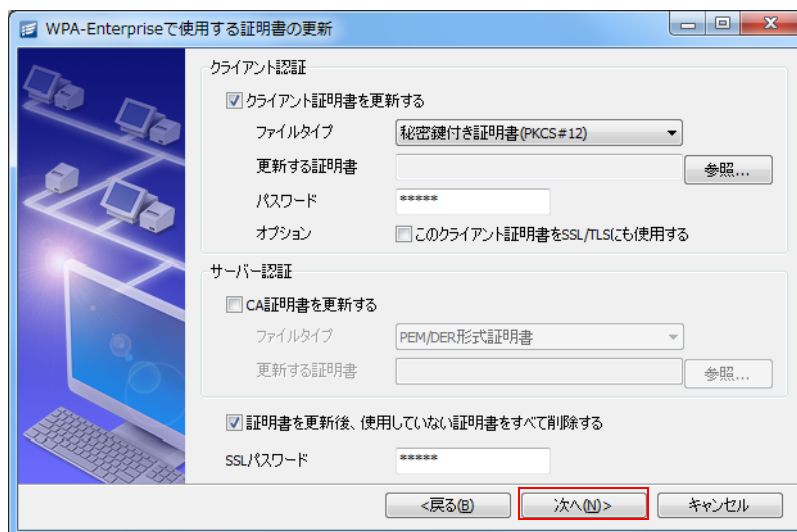 WPA-Enterpriseで使用する証明書の更新
クライアント認証
クライアント証明書を更新する
ファイルタイプ 秘密鍵付き証明書(PKCS#12)
更新する証明書 参照...
パスワード *****
オプション このクライアント証明書をSSL/TLSにも使用する
サーバー認証
CA証明書を更新する
ファイルタイプ PEM/DER形式証明書
更新する証明書 参照...
証明書を更新後、使用していない証明書をすべて削除する
SSLパスワード *****
<戻る(B) 次へ(N)> キャンセル